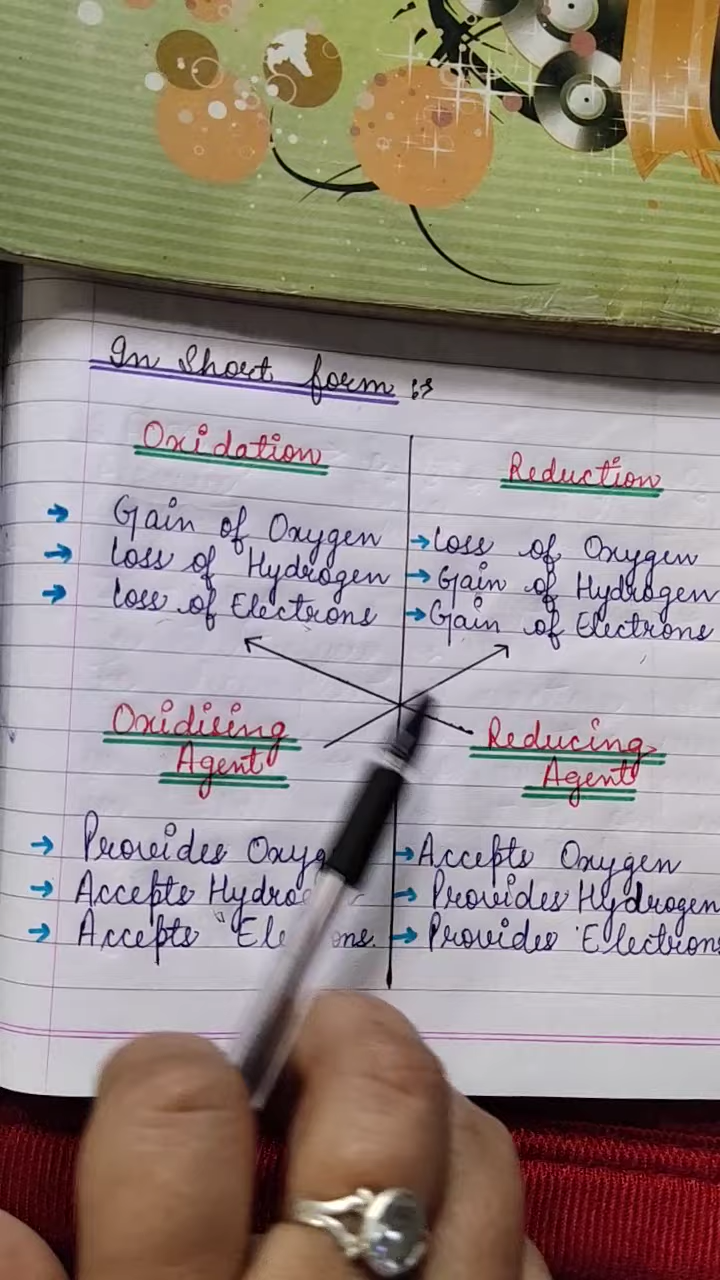 In Short form :-
Oxidation
→ Gain of Oxygen
→ Loss of Hydrogen
→ Loss of Electrons
Reduction
→ Loss of Oxygen
→ Gain of Hydrogen
→ Gain of Electrons
Oxidising
Agent
→ Provides
→ Accepts
→ Accepts
Reducing
Agent
→ Accepts Oxygen
→ Provides Hydrogen
→ Provides Electron